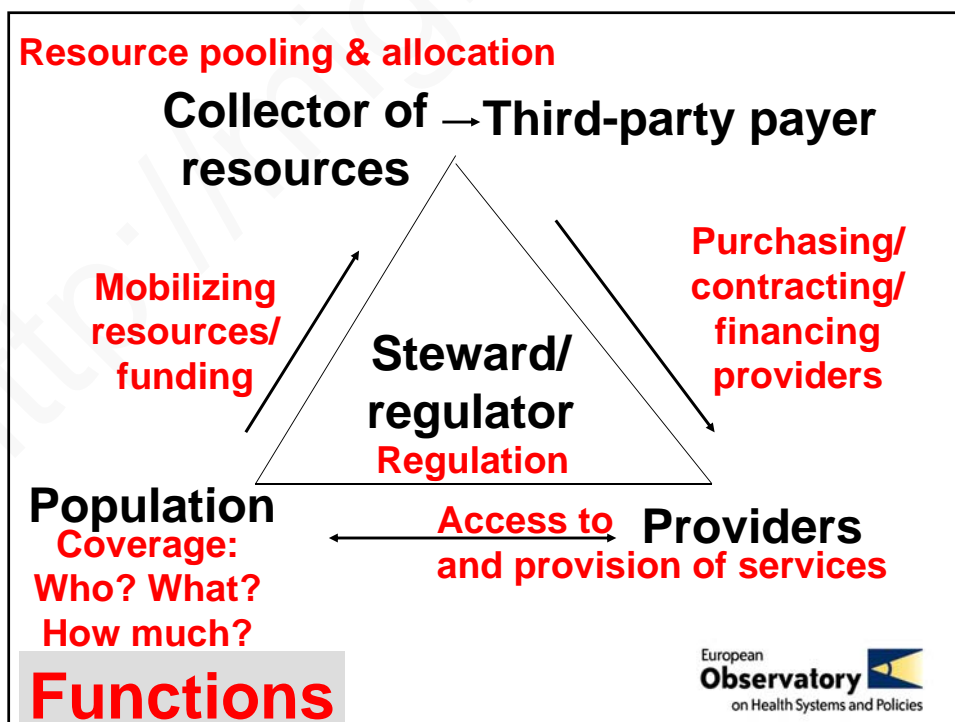 Resource pooling & allocation
Collector of
resources
Third-party payer
Mobilizing
resources/
funding
Purchasing/
contracting/
financing
providers
Steward/
regulator
Regulation
Population
Coverage:
Who? What?
How much?
Access to
and provision of services
Providers
Functions
European
Observatory
on Health Systems and Policies